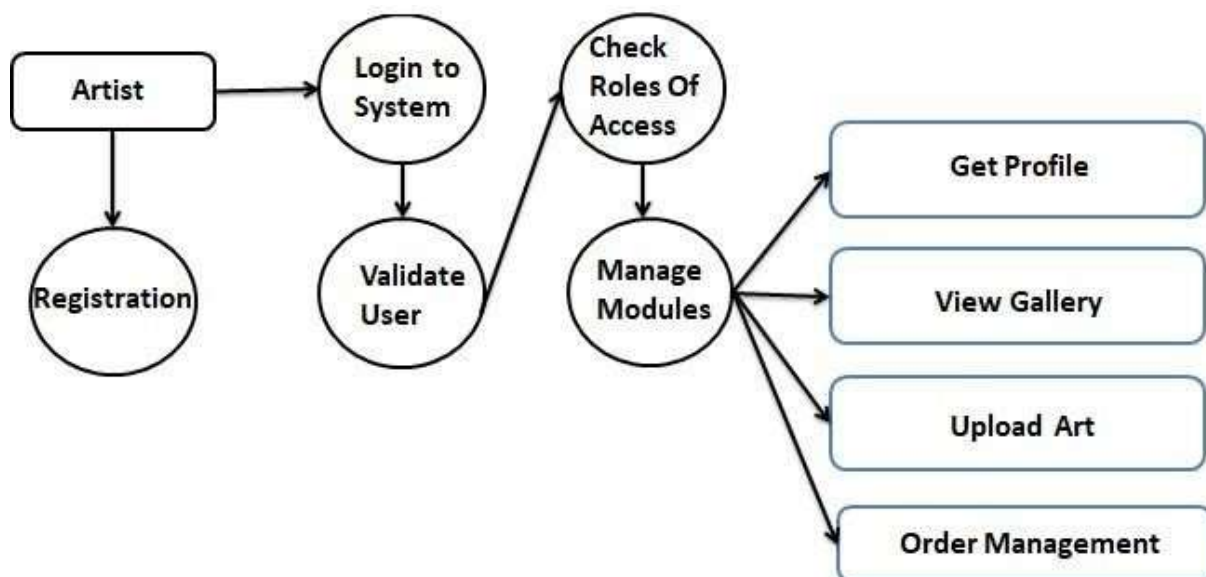 Artist
Registration
Login to
System
Validate
User
Check
Roles Of
Access
Manage
Modules
Get Profile
View Gallery
Upload Art
Order Management